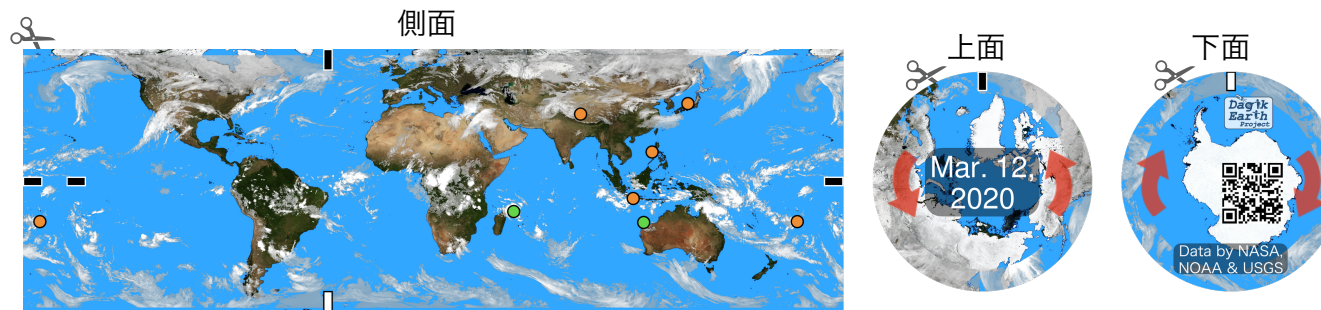 側面
上面
下面
Mar. 12,
2020
Dagik
Earth
Project
Data by NASA,
NOAA & USGS